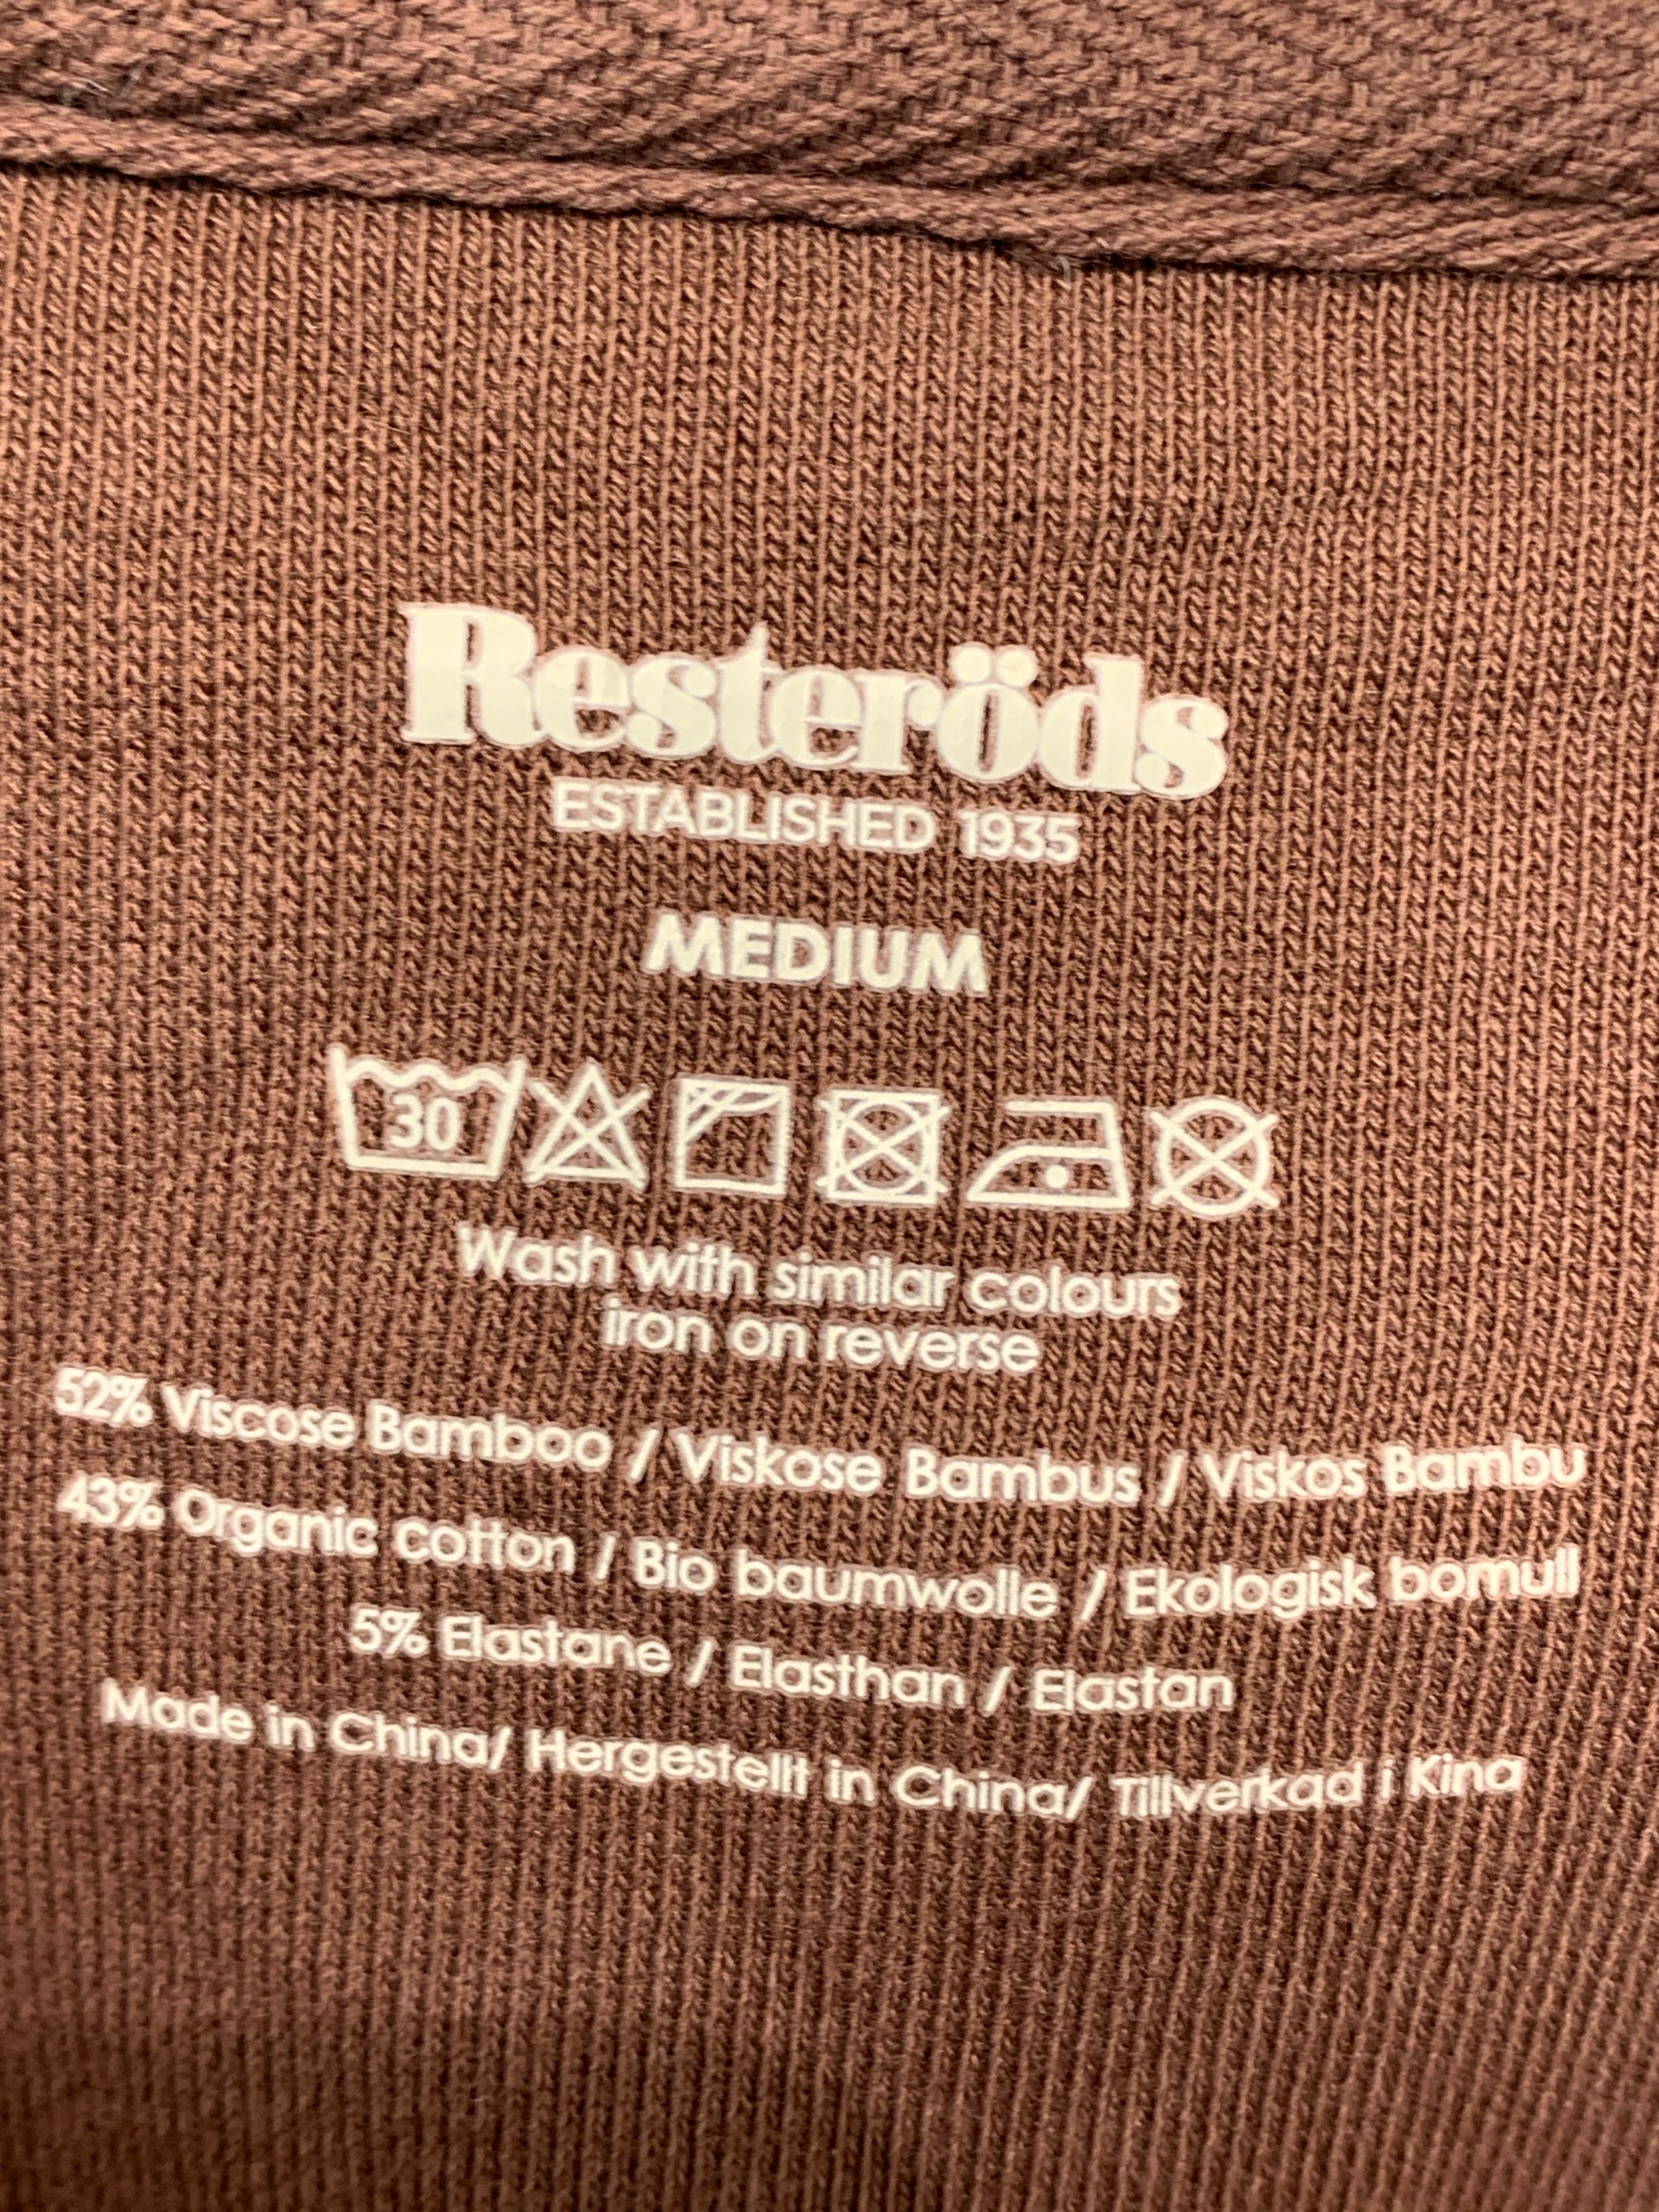 Resteröds
ESTABLISHED 1935
MEDIUM
30
Wash with similar colours
iron on reverse
52% Viscose Bamboo / Viskose Bambus / Viskos Bambu
43% Organic cotton / Bio baumwolle / Ekologisk bomull
5% Elastane / Elasthan / Elastan
Made in China/ Hergestellt in China/ Tillverkad i Kina